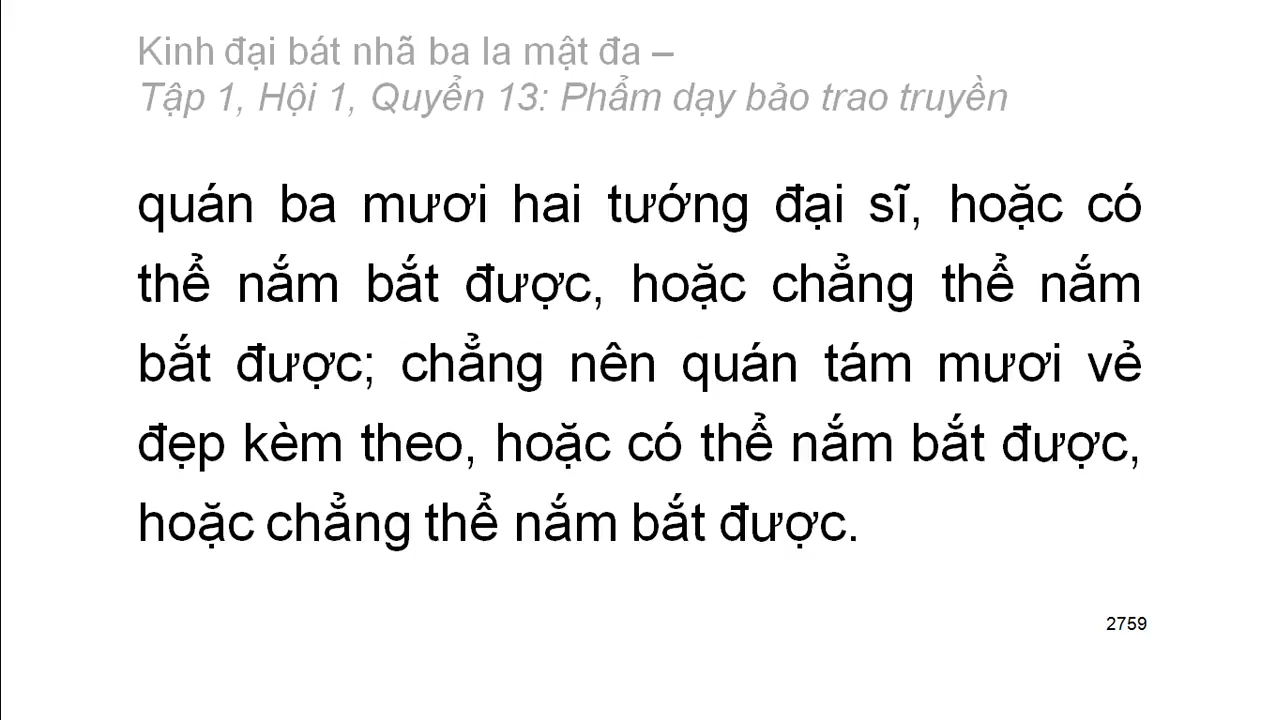 Kinh đại bát nhã ba la mật đa –
Tập 1, Hội 1, Quyển 13: Phẩm dạy bảo trao truyền
quán ba mươi hai tướng đại sĩ, hoặc có
thể nắm bắt được, hoặc chẳng thể nắm
bắt được; chẳng nên quán tám mươi vẻ
đẹp kèm theo, hoặc có thể nắm bắt được,
hoặc chẳng thể nắm bắt được.
2759